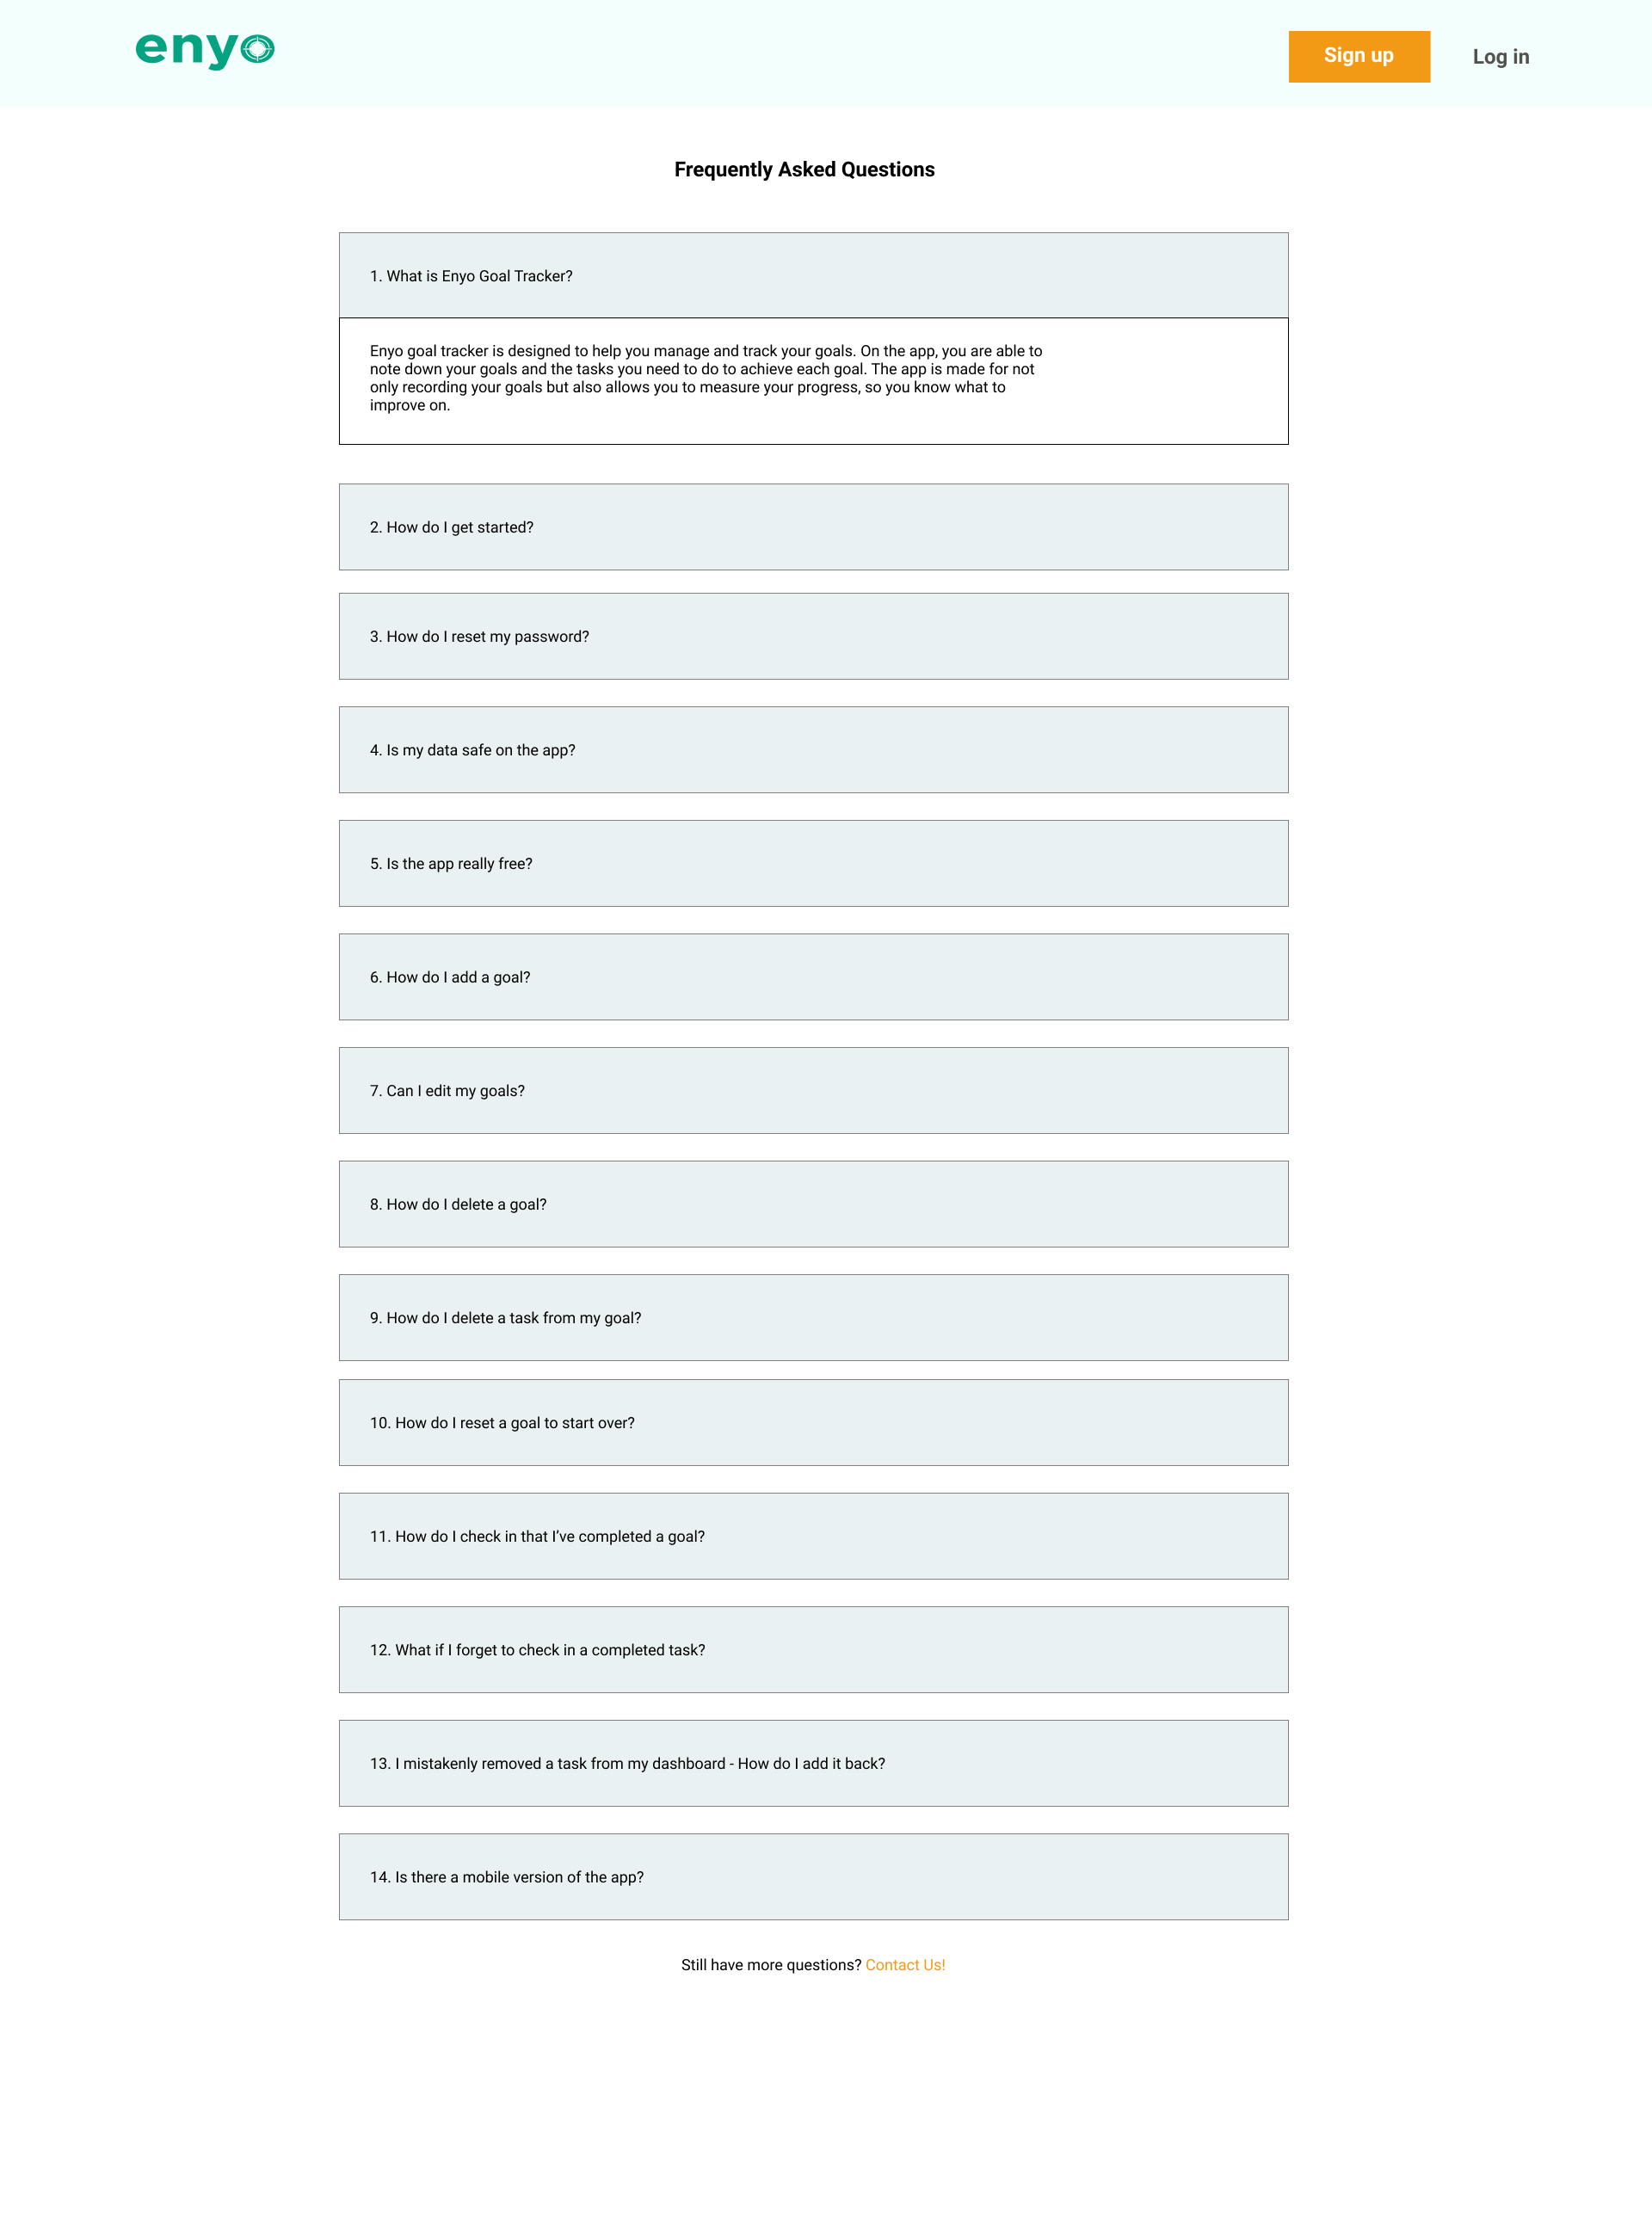 enyo
Sign up
Log in
Frequently Asked Questions
1. What is Enyo Goal Tracker?
Enyo goal tracker is designed to help you manage and track your goals. On the app, you are able to
note down your goals and the tasks you need to do to achieve each goal. The app is made for not
only recording your goals but also allows you to measure your progress, so you know what to
improve on.
2. How do I get started?
3. How do I reset my password?
4. Is my data safe on the app?
5. Is the app really free?
6. How do I add a goal?
7. Can I edit my goals?
8. How do I delete a goal?
9. How do I delete a task from my goal?
10. How do I reset a goal to start over?
11. How do I check in that I’ve completed a goal?
12. What if I forget to check in a completed task?
13. I mistakenly removed a task from my dashboard - How do I add it back?
14. Is there a mobile version of the app?
Still have more questions? Contact Us!